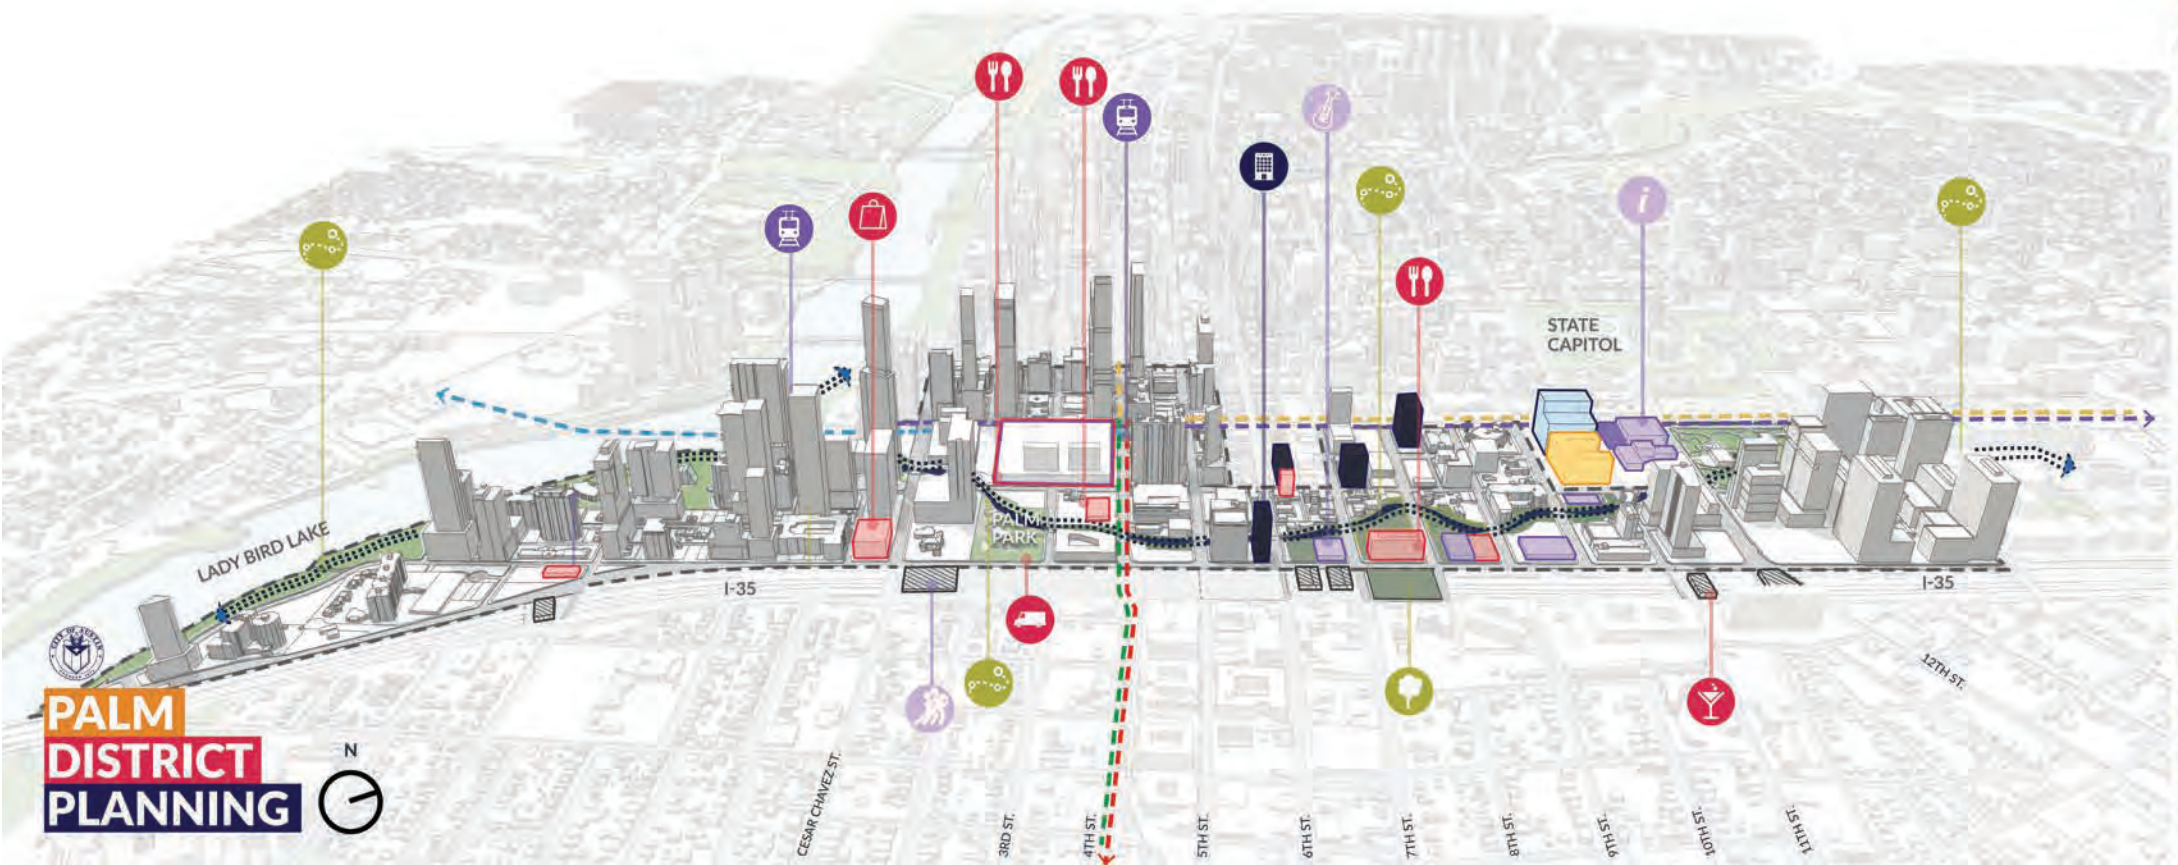 STATE
CAPITOL
LADY BIRD LAKE
PALM
PARK
I-35
I-35
PALM
DISTRICT
PLANNING
N
CESAR CHAVEZ ST.
3RD ST.
4TH ST.
5TH ST.
6TH ST.
7TH ST.
8TH ST.
9TH ST.
10TH ST.
11TH ST.
12TH ST.
i